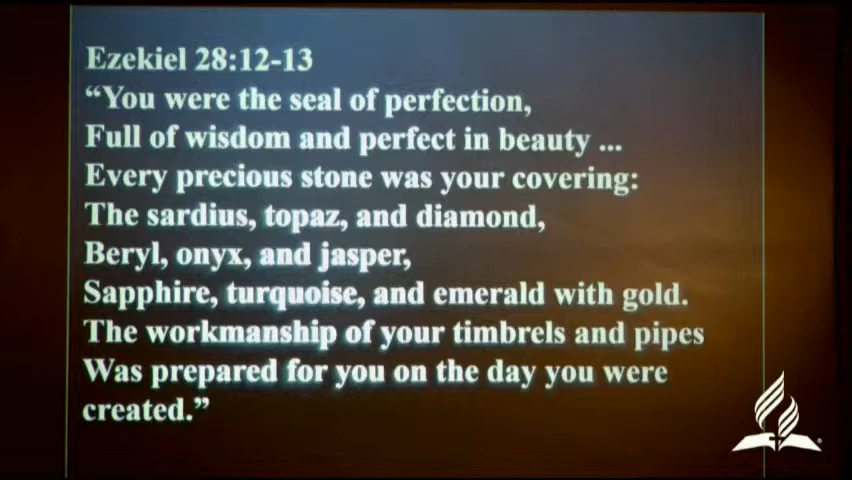 Ezekiel 28:12-13
“You were the seal of perfection,
Full of wisdom and perfect in beauty ...
Every precious stone was your covering:
The sardius, topaz, and diamond,
Beryl, onyx, and jasper,
Sapphire, turquoise, and emerald with gold.
The workmanship of your timbrels and pipes
Was prepared for you on the day you were
created.”